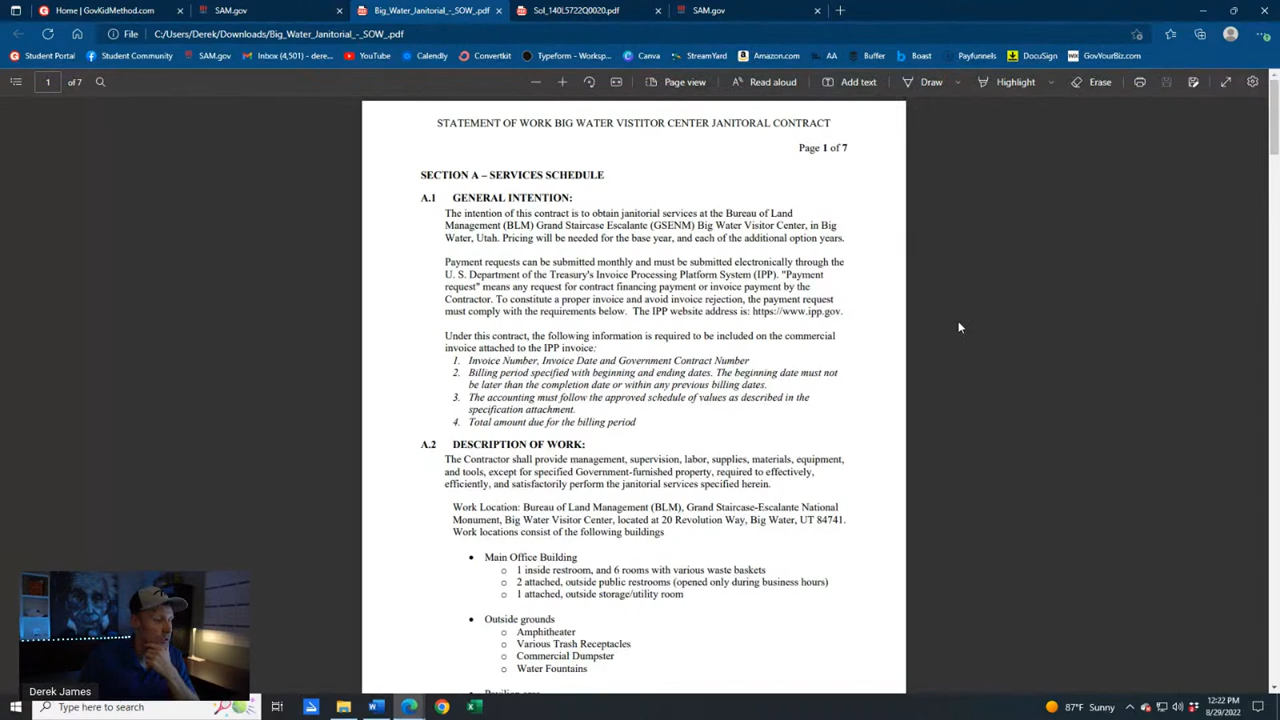 Home | GovKidMethod.com
SAM.gov
Big_Water_Janitorial_-_SOW_.pdf
Sol_140L5722Q0020.pdf
SAM.gov
File
C:/Users/Derek/Downloads/Big_Water_Janitorial_-_SOW_.pdf
Student Portal
Student Community
SAM.gov
Inbox (4,501) - dere...
YouTube
Calendly
Convertkit
Typeform - Worksp...
Canva
StreamYard
Amazon.com
AA
Buffer
Boast
Payfunnels
DocuSign
GovYourBiz.com
1 of 7
Page view
Read aloud
Add text
Draw
Highlight
Erase
STATEMENT OF WORK BIG WATER VISTITOR CENTER JANITORAL CONTRACT
Page 1 of 7
SECTION A – SERVICES SCHEDULE
A.1 GENERAL INTENTION:
The intention of this contract is to obtain janitorial services at the Bureau of Land
Management (BLM) Grand Staircase Escalante (GSENM) Big Water Visitor Center, in Big
Water, Utah. Pricing will be needed for the base year, and each of the additional option years.
Payment requests can be submitted monthly and must be submitted electronically through the
U. S. Department of the Treasury's Invoice Processing Platform System (IPP). "Payment
request" means any request for contract financing payment or invoice payment by the
Contractor. To constitute a proper invoice and avoid invoice rejection, the payment request
must comply with the requirements below. The IPP website address is: https://www.ipp.gov.
Under this contract, the following information is required to be included on the commercial
invoice attached to the IPP invoice:
1. Invoice Number, Invoice Date and Government Contract Number
2. Billing period specified with beginning and ending dates. The beginning date must not
be later than the completion date or within any previous billing dates.
3. The accounting must follow the approved schedule of values as described in the
specification attachment.
4. Total amount due for the billing period
A.2 DESCRIPTION OF WORK:
The Contractor shall provide management, supervision, labor, supplies, materials, equipment,
and tools, except for specified Government-furnished property, required to effectively,
efficiently, and satisfactorily perform the janitorial services specified herein.
Work Location: Bureau of Land Management (BLM), Grand Staircase-Escalante National
Monument, Big Water Visitor Center, located at 20 Revolution Way, Big Water, UT 84741.
Work locations consist of the following buildings
• Main Office Building
o 1 inside restroom, and 6 rooms with various waste baskets
o 2 attached, outside public restrooms (opened only during business hours)
o 1 attached, outside storage/utility room
• Outside grounds
o Amphitheater
o Various Trash Receptacles
o Commercial Dumpster
o Water Fountains
Derek James
Type here to search
87°F Sunny
12:22 PM
8/29/2022